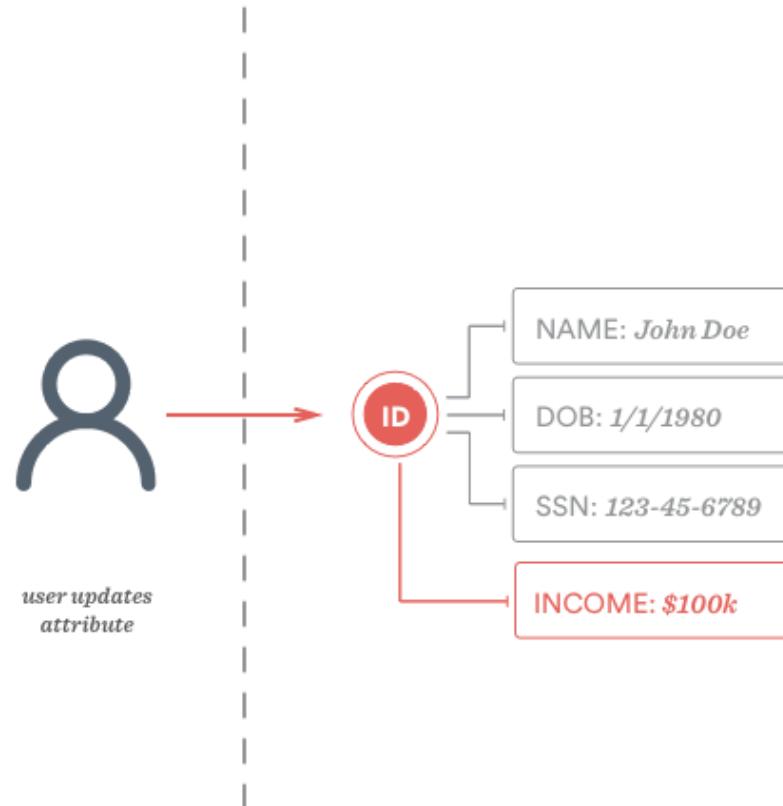 NAME: John Doe
ID
DOB: 1/1/1980
SSN: 123-45-6789
user updates
attribute
INCOME: $100k